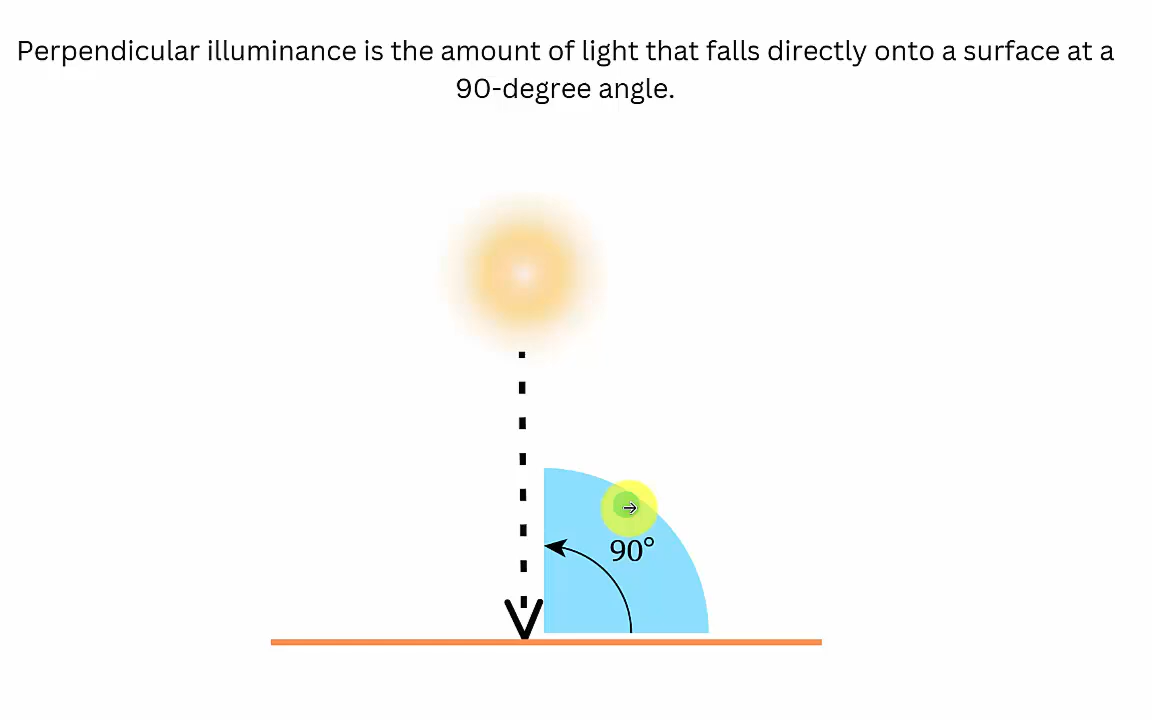 Perpendicular illuminance is the amount of light that falls directly onto a surface at a
90-degree angle.
90°